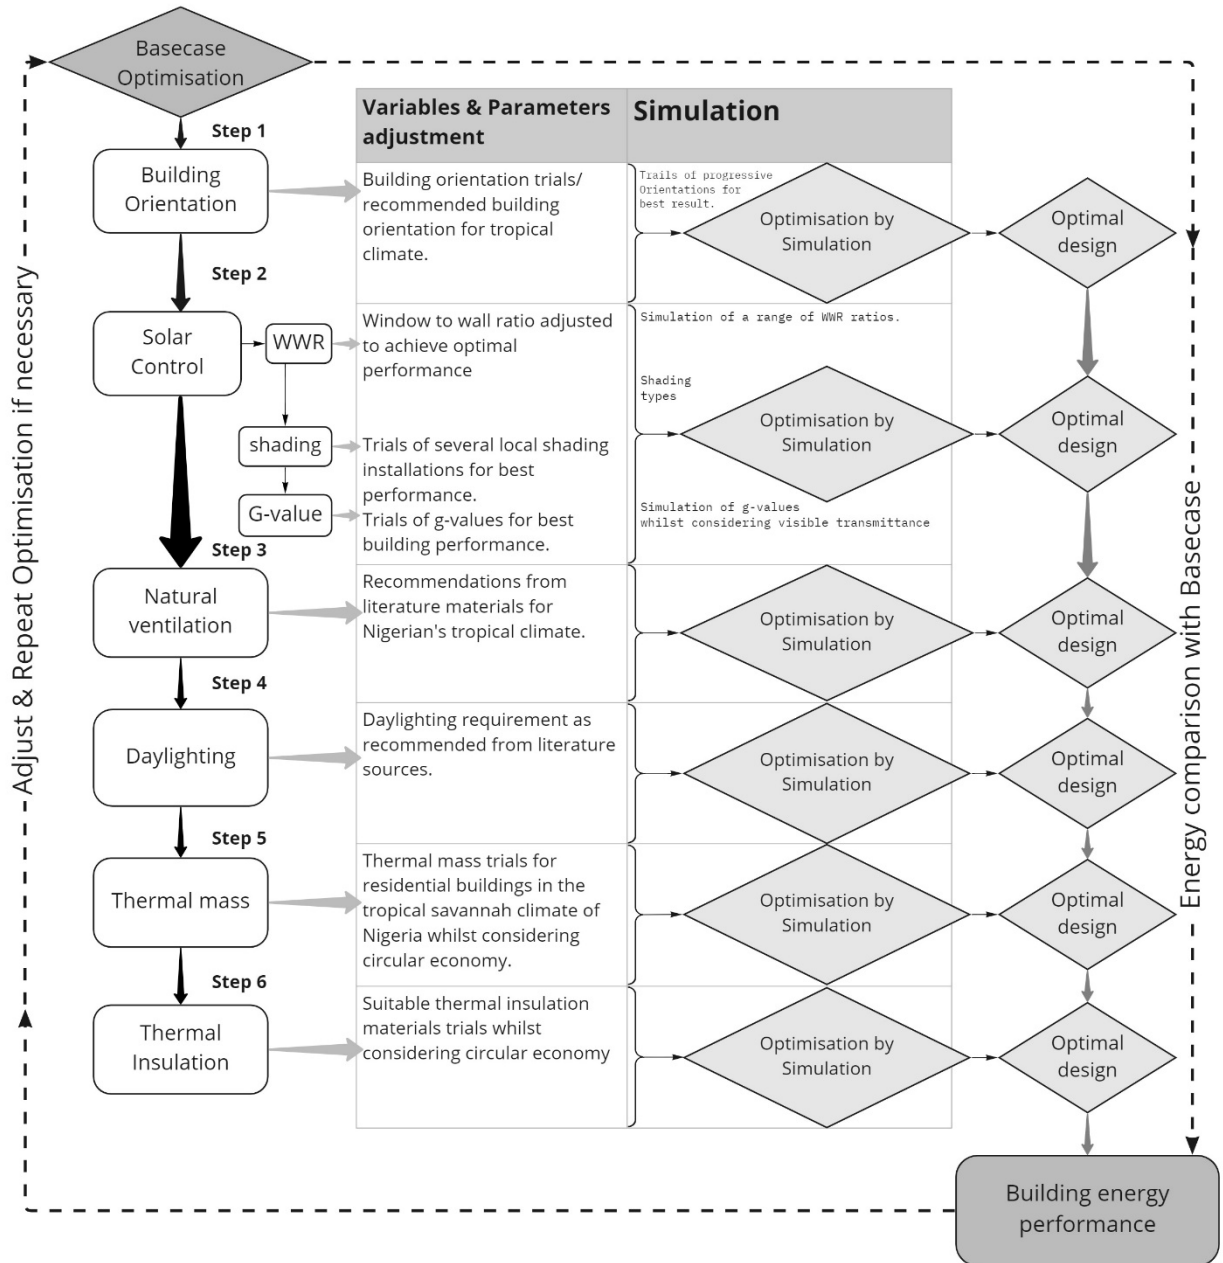 Basecase
Optimisation
Step 1
Building
Orientation
Step 2
Solar
Control
WWR
shading
G-value
Step 3
Natural
ventilation
Step 4
Daylighting
Step 5
Thermal mass
Step 6
Thermal
Insulation
Variables & Parameters
adjustment
Simulation
Building orientation trials/
recommended building
orientation for tropical
climate.
Trails of progressive
Orientations for
best result.
Optimisation by
Simulation
Optimal
design
Window to wall ratio adjusted
to achieve optimal
performance
Trials of several local shading
installations for best
performance.
Trials of g-values for best
building performance.
Simulation of a range of WWR ratios.
Shading
types
Simulation of g-values
whilst considering visible transmittance
Optimisation by
Simulation
Optimal
design
Recommendations from
literature materials for
Nigerian's tropical climate.
Optimisation by
Simulation
Optimal
design
Daylighting requirement as
recommended from literature
sources.
Optimisation by
Simulation
Optimal
design
Thermal mass trials for
residential buildings in the
tropical savannah climate of
Nigeria whilst considering
circular economy.
Optimisation by
Simulation
Optimal
design
Suitable thermal insulation
materials trials whilst
considering circular economy
Optimisation by
Simulation
Optimal
design
Building energy
performance
Adjust & Repeat Optimisation if necessary
Energy comparison with Basecase